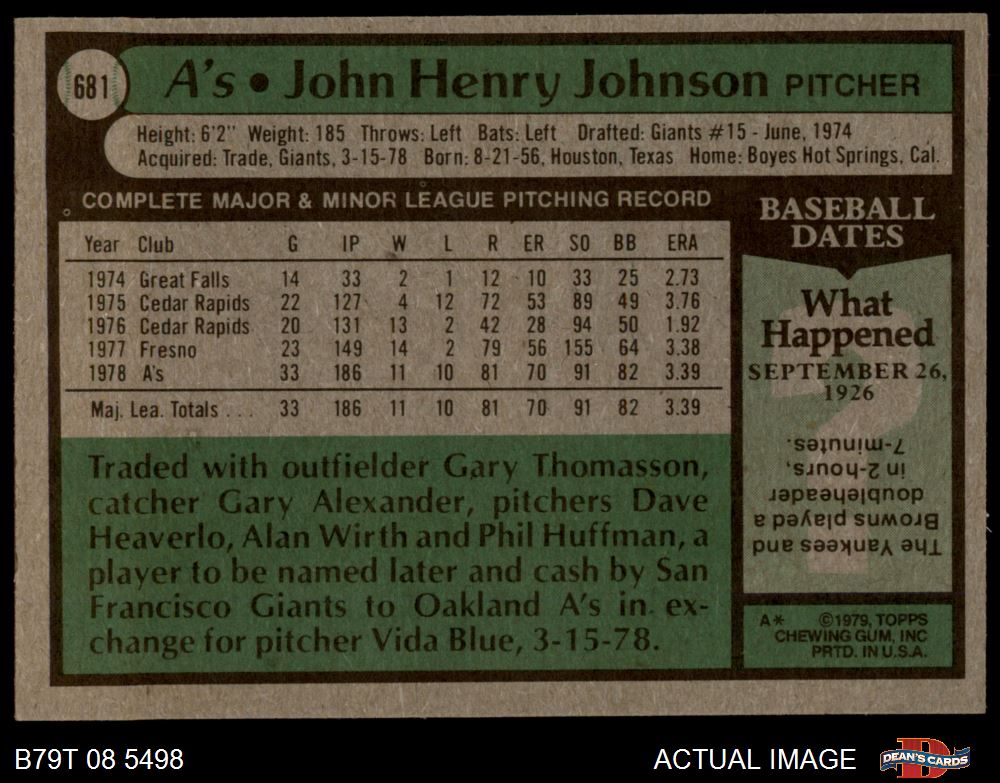 681
A's • John Henry Johnson PITCHER
Height: 6'2" Weight: 185 Throws: Left Bats: Left Drafted: Giants #15 - June, 1974
Acquired: Trade, Giants, 3-15-78 Born: 8-21-56, Houston, Texas Home: Boyes Hot Springs, Cal.
COMPLETE MAJOR & MINOR LEAGUE PITCHING RECORD
Year Club G IP W L R ER SO BB ERA
1974 Great Falls 14 33 2 1 12 10 33 25 2.73
1975 Cedar Rapids 22 127 4 12 72 53 89 49 3.76
1976 Cedar Rapids 20 131 13 2 42 28 94 50 1.92
1977 Fresno 23 149 14 2 79 56 155 64 3.38
1978 A's 33 186 11 10 81 70 91 82 3.39
Maj. Lea. Totals . . . 33 186 11 10 81 70 91 82 3.39
Traded with outfielder Gary Thomasson,
catcher Gary Alexander, pitchers Dave
Heaverlo, Alan Wirth and Phil Huffman, a
player to be named later and cash by San
Francisco Giants to Oakland A's in ex-
change for pitcher Vida Blue, 3-15-78.
BASEBALL
DATES
What
Happened
SEPTEMBER 26,
1926
The Yankees and
Browns played a
doubleheader
in 2-hours,
7-minutes.
A* ©1979, TOPPS
CHEWING GUM, INC
PRTD. IN U.S.A.
B79T 08 5498
ACTUAL IMAGE
DEAN'S CARDS